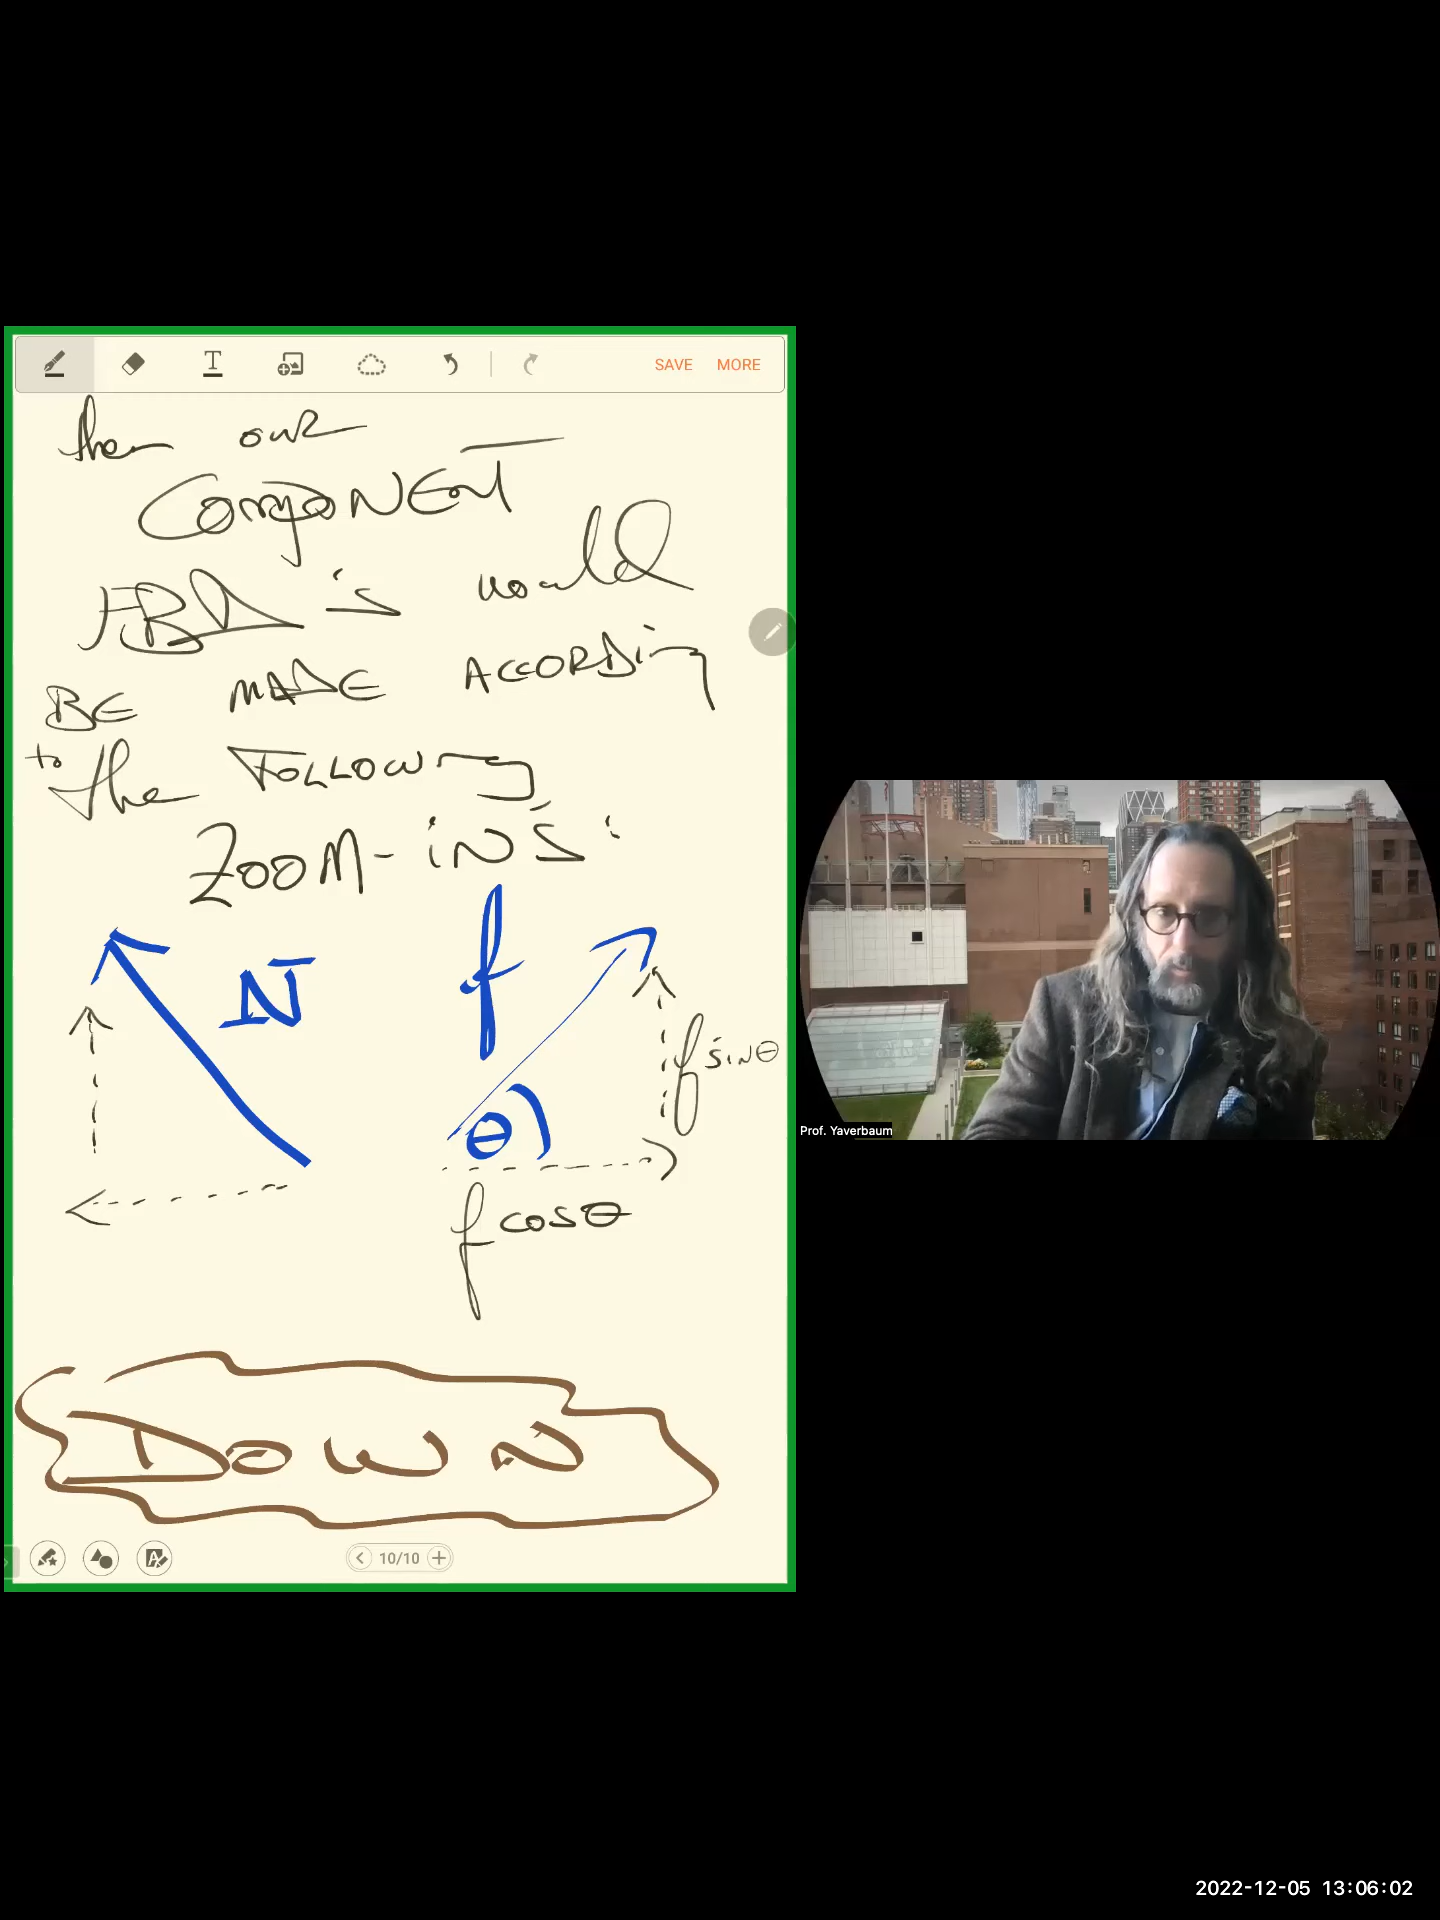 T SAVE MORE
then our
COMPONENT
FBD's would
BE MADE ACCORDing
to the FOLLOWing
ZOOM-iNS:
N f
f sinθ
θ
f cosθ
DOWN
10/10
Prof. Yaverbaum
2022-12-05 13:06:02